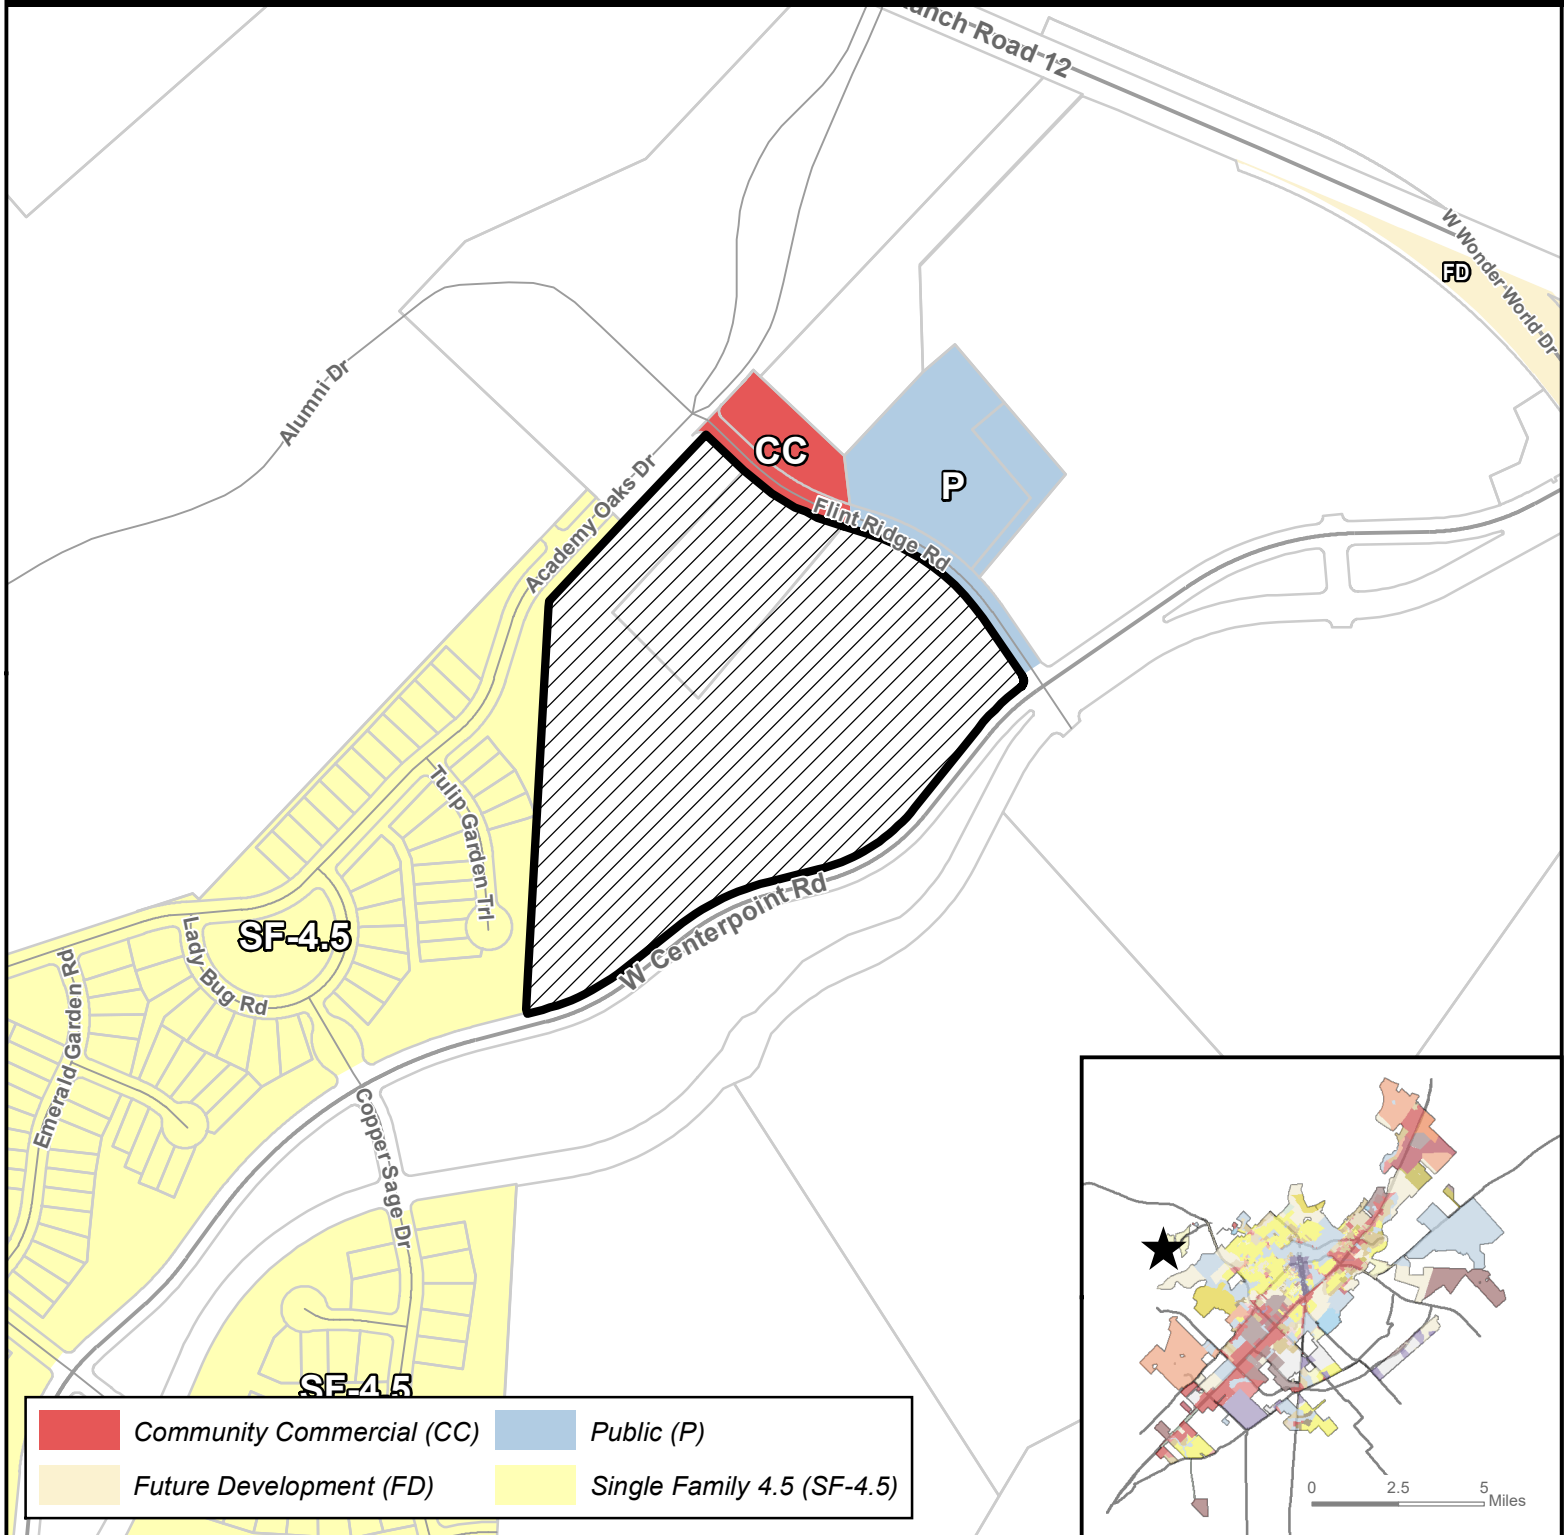 Road 12
W Wonder World Dr
FD
Alumni Dr
CC
P
Academy Oaks Dr
Flint Ridge Rd
Tulip Garden Trl
W Centerpoint Rd
SF-4.5
Lady Bug Rd
Emerald Garden Rd
Copper Sage Dr
SF-4.5
Community Commercial (CC)
Public (P)
Future Development (FD)
Single Family 4.5 (SF-4.5)
0 2.5 5
Miles